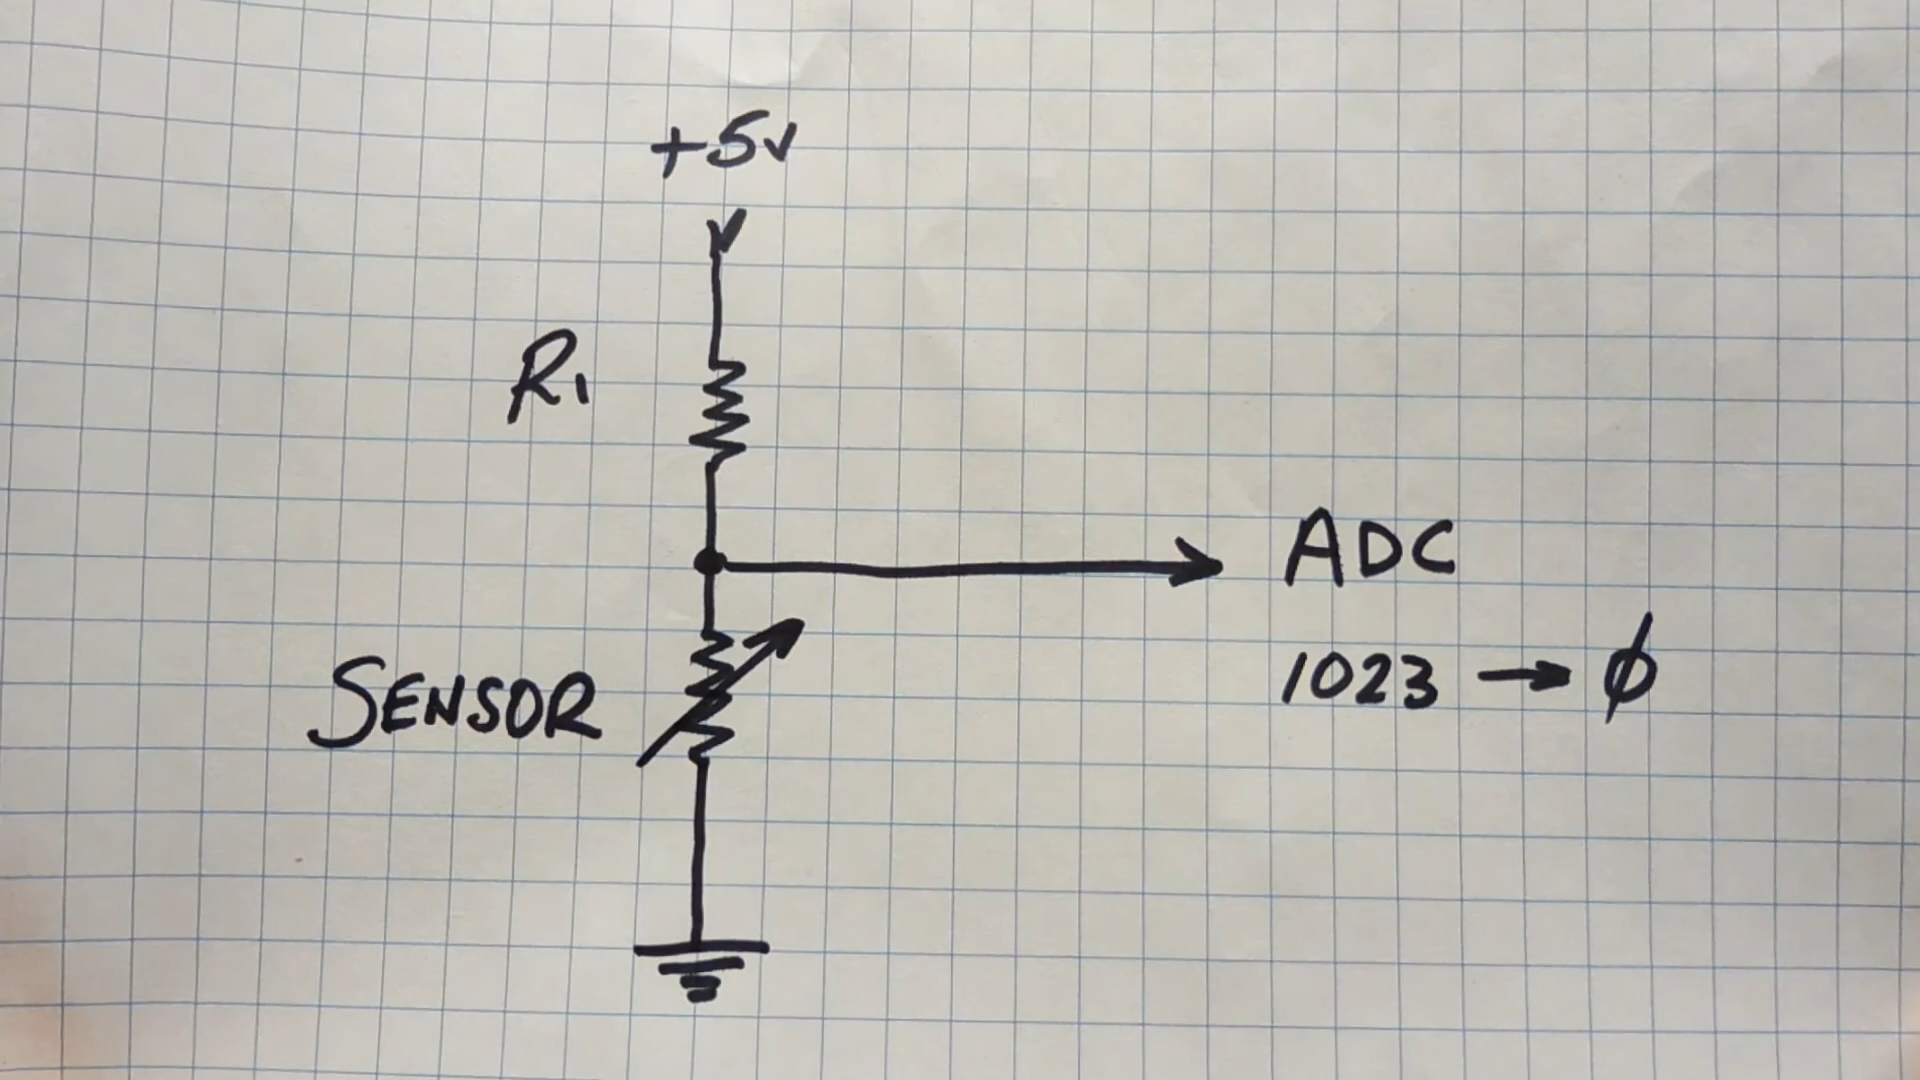 +5v
R1
ADC
1023 → ϕ
SENSOR